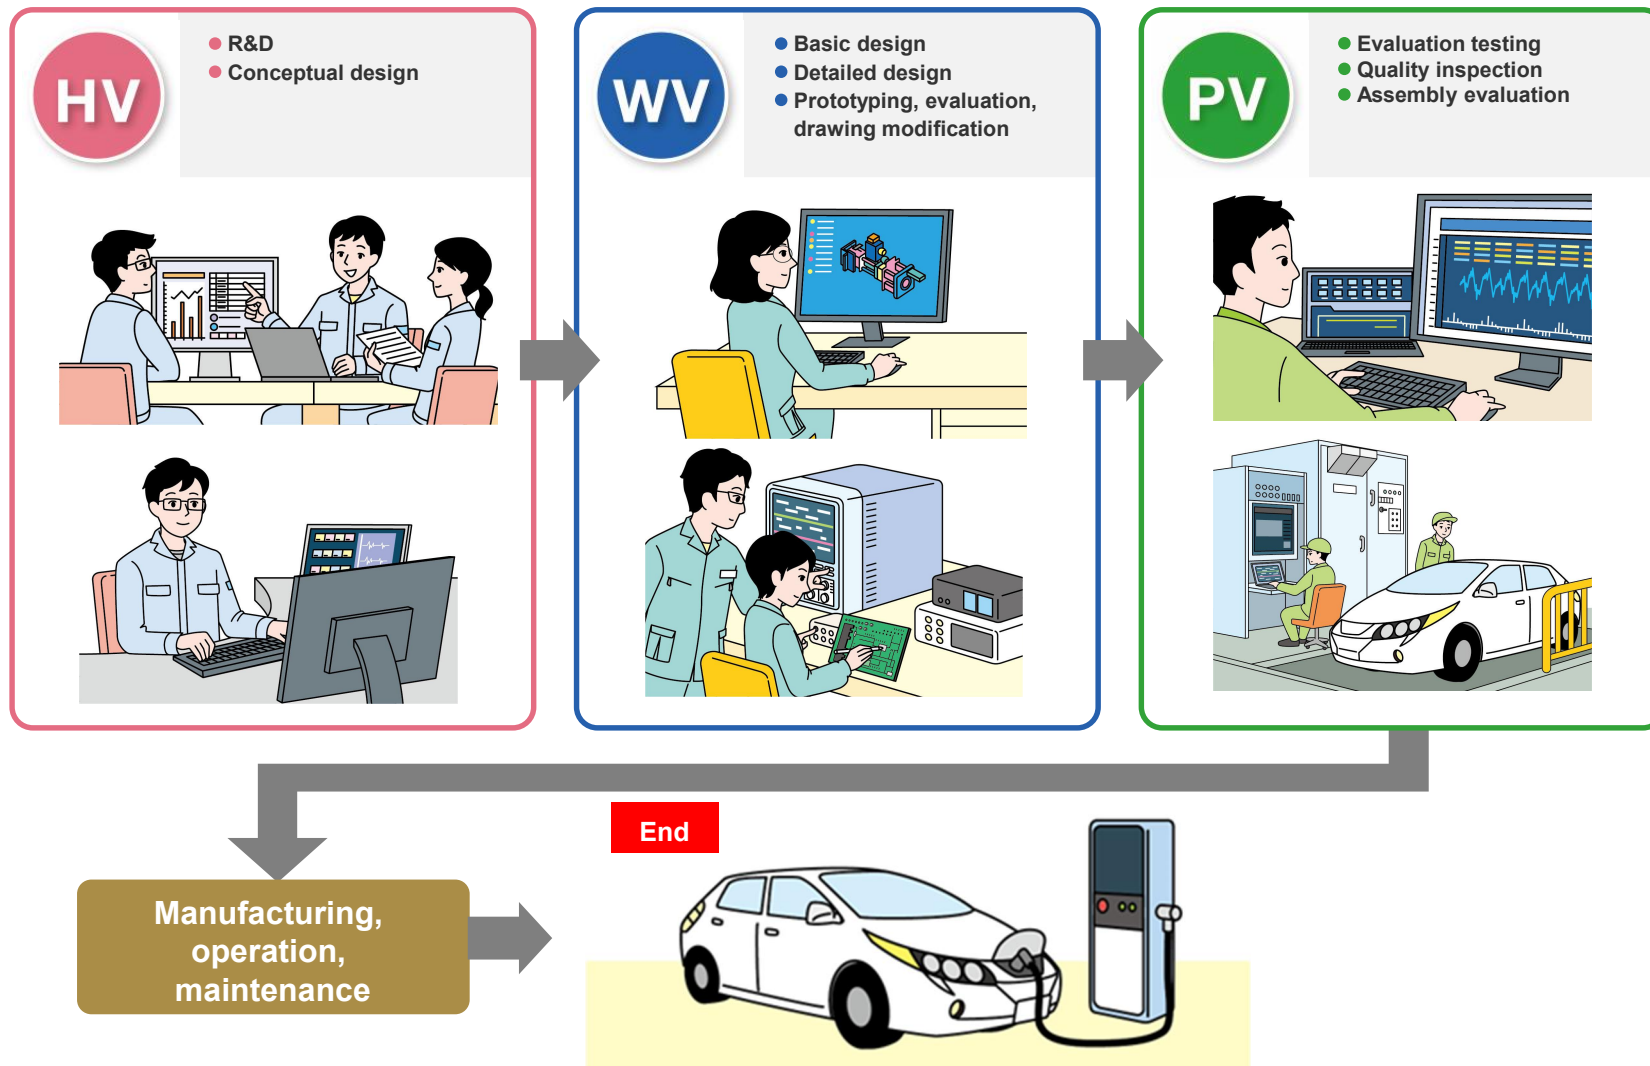 HV
R&D
Conceptual design
WV
Basic design
Detailed design
Prototyping, evaluation,
drawing modification
PV
Evaluation testing
Quality inspection
Assembly evaluation
End
Manufacturing,
operation,
maintenance